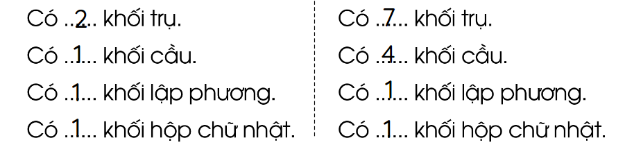 Có ..2... khối trụ.
Có ..1... khối cầu.
Có ..1... khối lập phương.
Có ..1... khối hộp chữ nhật.
Có ..7... khối trụ.
Có ..4... khối cầu.
Có ..1... khối lập phương.
Có ..1... khối hộp chữ nhật.